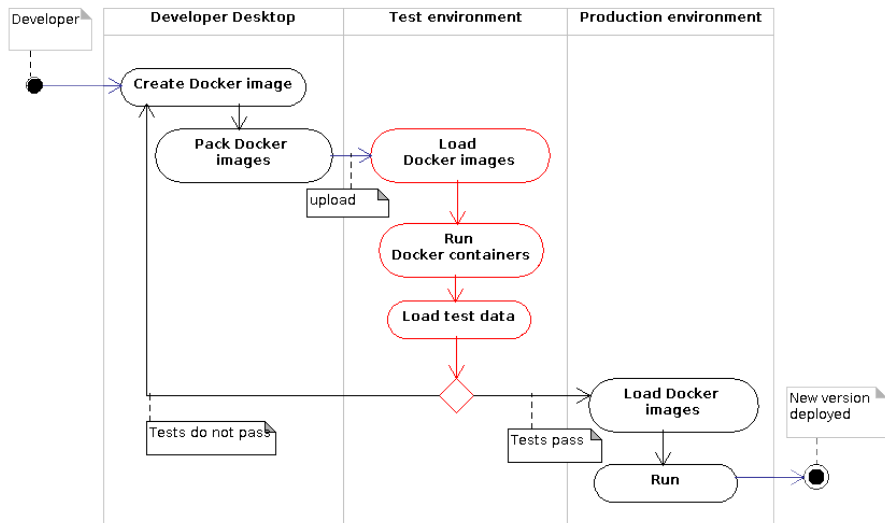 Developer
Developer Desktop
Test environment
Production environment
Create Docker image
Pack Docker
images
upload
Load
Docker images
Run
Docker containers
Load test data
Tests do not pass
Tests pass
Load Docker
images
Run
New version
deployed